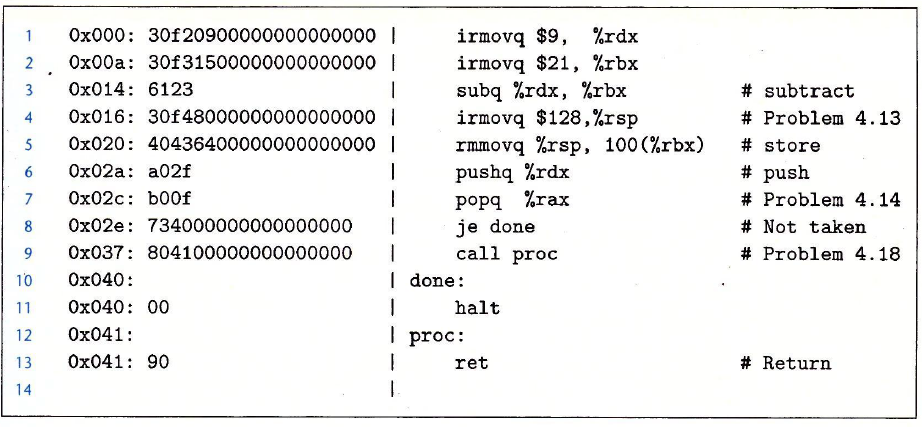 1 0x000: 30f20900000000000000 | irmovq $9, %rdx
2 0x00a: 30f31500000000000000 | irmovq $21, %rbx
3 0x014: 6123 | subq %rdx, %rbx # subtract
4 0x016: 30f48000000000000000 | irmovq $128,%rsp # Problem 4.13
5 0x020: 40436400000000000000 | rmmovq %rsp, 100(%rbx) # store
6 0x02a: a02f | pushq %rdx # push
7 0x02c: b00f | popq %rax # Problem 4.14
8 0x02e: 734000000000000000 | je done # Not taken
9 0x037: 804100000000000000 | call proc # Problem 4.18
10 0x040: | done:
11 0x040: 00 | halt
12 0x041: | proc:
13 0x041: 90 | ret # Return
14 |